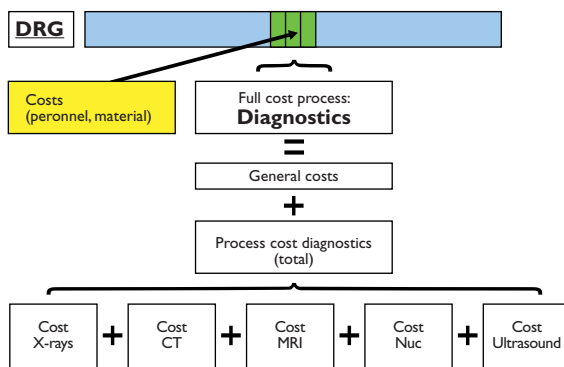 DRG
Costs
(peronnel, material)
Full cost process:
Diagnostics
=
General costs
+
Process cost diagnostics
(total)
Cost
X-rays
+
Cost
CT
+
Cost
MRI
+
Cost
Nuc
+
Cost
Ultrasound